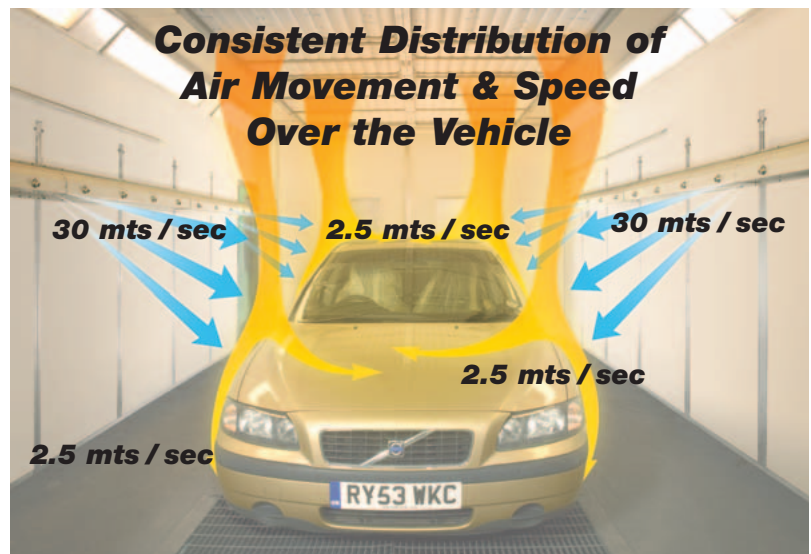 Consistent Distribution of
Air Movement & Speed
Over the Vehicle
30 mts / sec
2.5 mts / sec
30 mts / sec
2.5 mts / sec
2.5 mts / sec
RY53 WKC